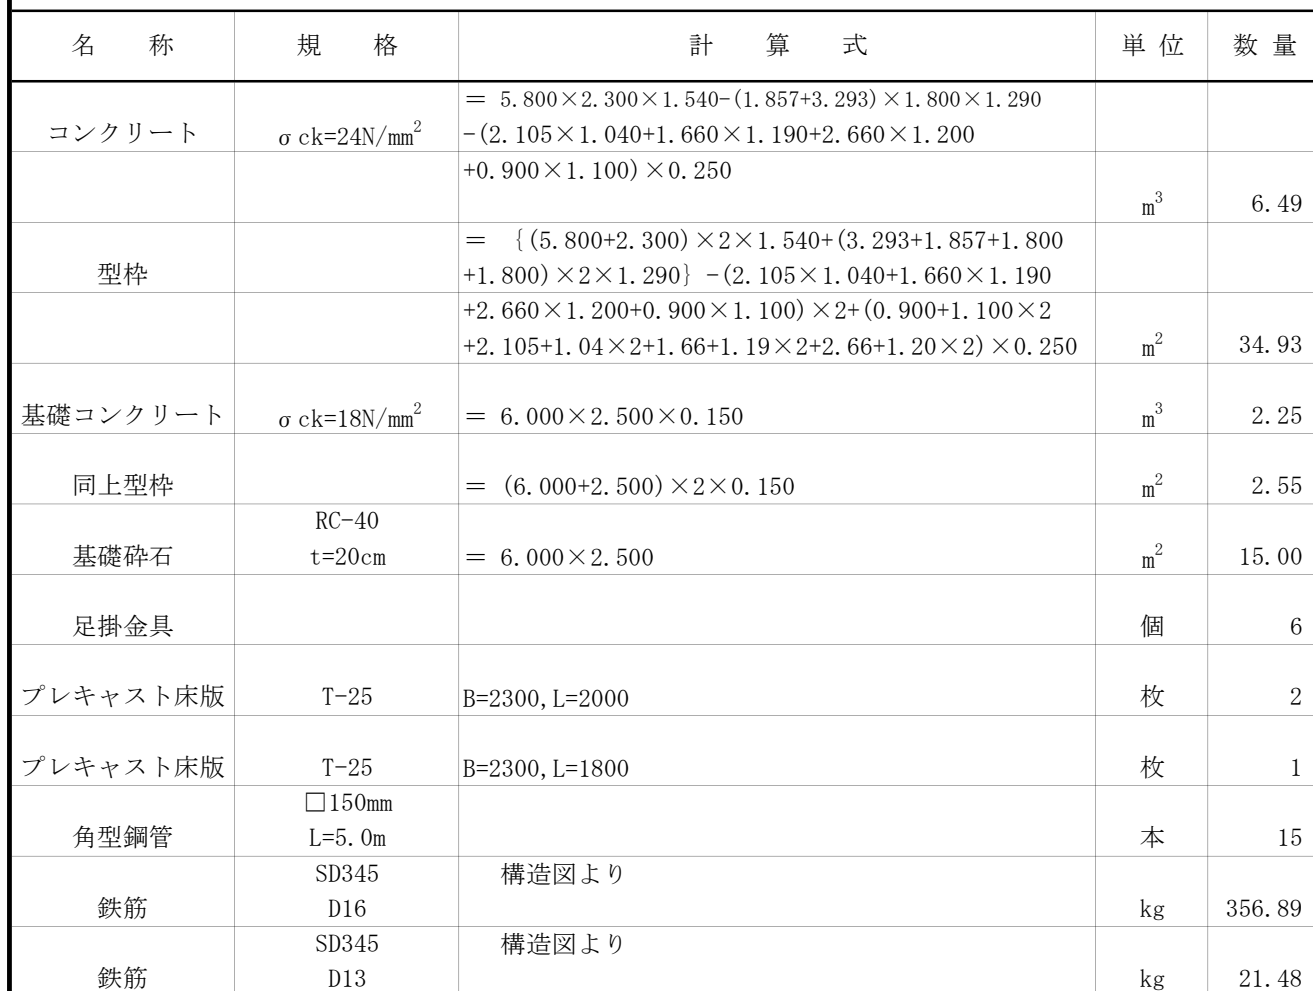 名 称 規 格 計 算 式 単 位 数 量
= 5.800×2.300×1.540-(1.857+3.293)×1.800×1.290
コンクリート σck=24N/mm² -(2.105×1.040+1.660×1.190+2.660×1.200
+0.900×1.100)×0.250
m³ 6.49
= {(5.800+2.300)×2×1.540+(3.293+1.857+1.800
型枠 +1.800)×2×1.290}-(2.105×1.040+1.660×1.190
+2.660×1.200+0.900×1.100)×2+(0.900+1.100×2
+2.105+1.04×2+1.66+1.19×2+2.66+1.20×2)×0.250 m² 34.93
基礎コンクリート σck=18N/mm² = 6.000×2.500×0.150 m³ 2.25
同上型枠 = (6.000+2.500)×2×0.150 m² 2.55
RC-40
基礎砕石 t=20cm = 6.000×2.500 m² 15.00
足掛金具 個 6
プレキャスト床版 T-25 B=2300,L=2000 枚 2
プレキャスト床版 T-25 B=2300,L=1800 枚 1
□150mm
角型鋼管 L=5.0m 本 15
SD345 構造図より
鉄筋 D16 kg 356.89
SD345 構造図より
鉄筋 D13 kg 21.48